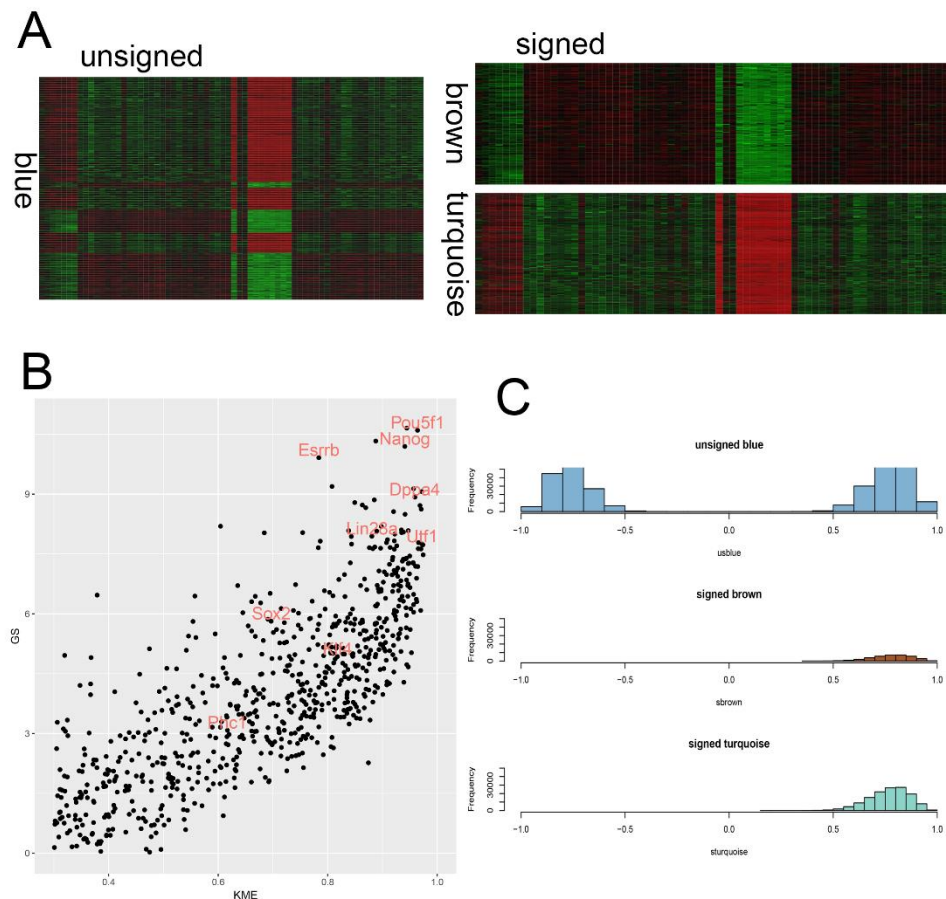 A
unsigned
signed
blue
brown
turquoise
B
Pou5f1
Nanog
Esrrb
Dppa4
Lin28a
Utf1
Sox2
Klf4
Phc1
GS
9
6
3
0
0.4
0.6
0.8
1.0
KME
C
unsigned blue
Frequency
0 30000
−1.0 −0.5 0.0 0.5 1.0
usblue
signed brown
Frequency
0 30000
−1.0 −0.5 0.0 0.5 1.0
sbrown
signed turquoise
Frequency
0 30000
−1.0 −0.5 0.0 0.5 1.0
sturquoise